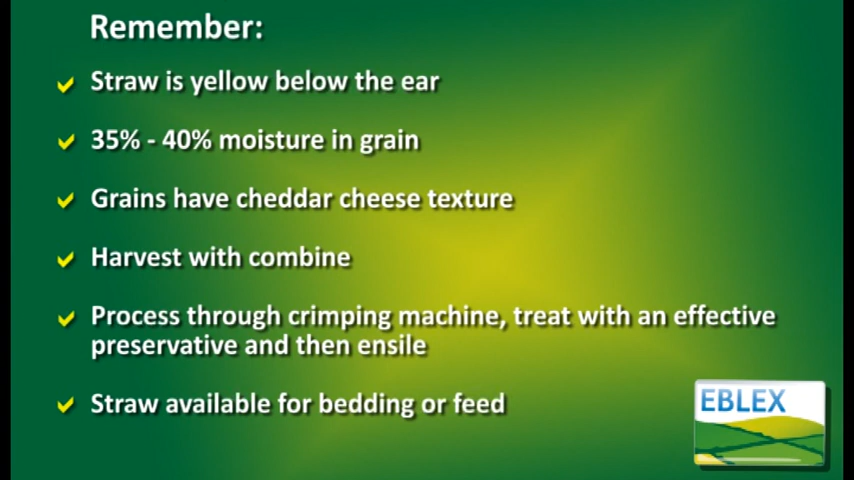 Remember:
Straw is yellow below the ear
35% - 40% moisture in grain
Grains have cheddar cheese texture
Harvest with combine
Process through crimping machine, treat with an effective
preservative and then ensile
Straw available for bedding or feed
EBLEX